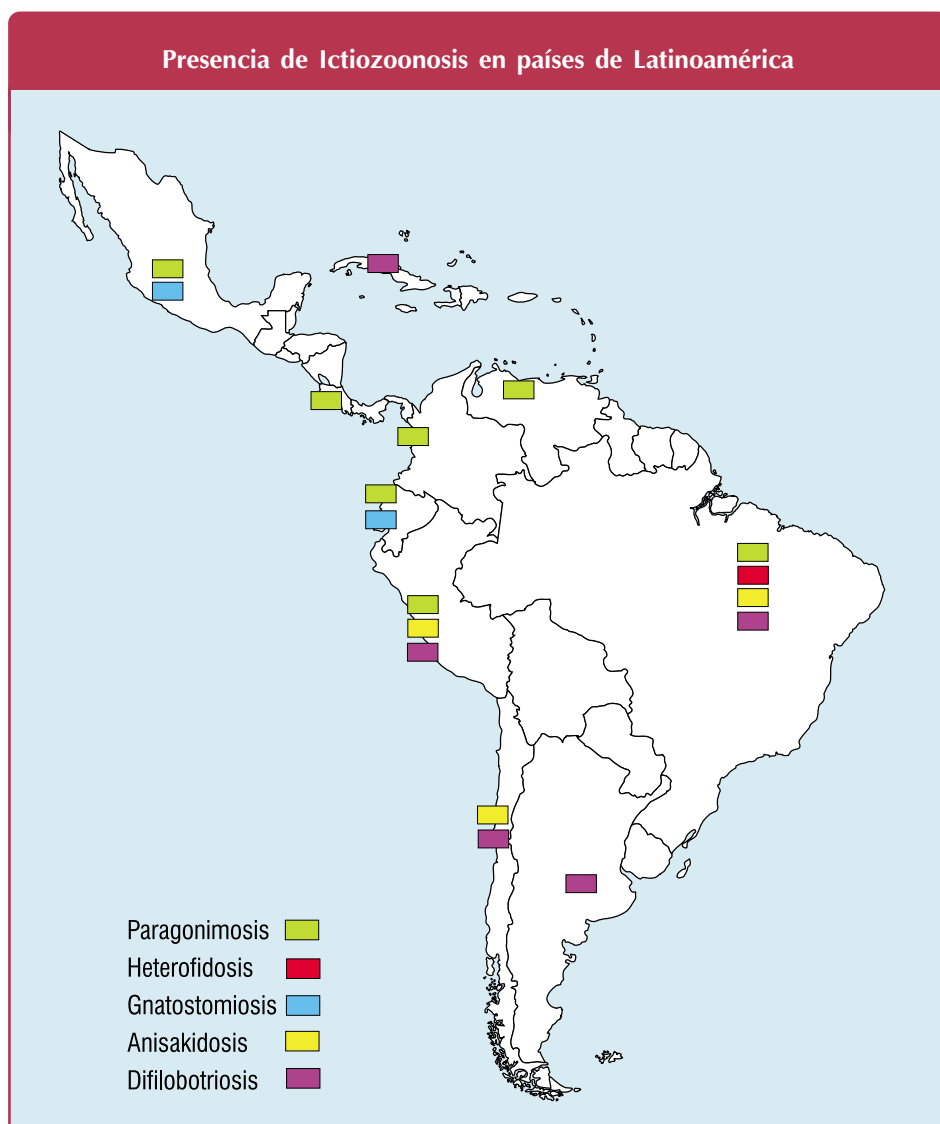 Presencia de Ictiozoonosis en países de Latinoamérica
Paragonimosis
Heterofidosis
Gnatostomiosis
Anisakidosis
Difilobotriosis